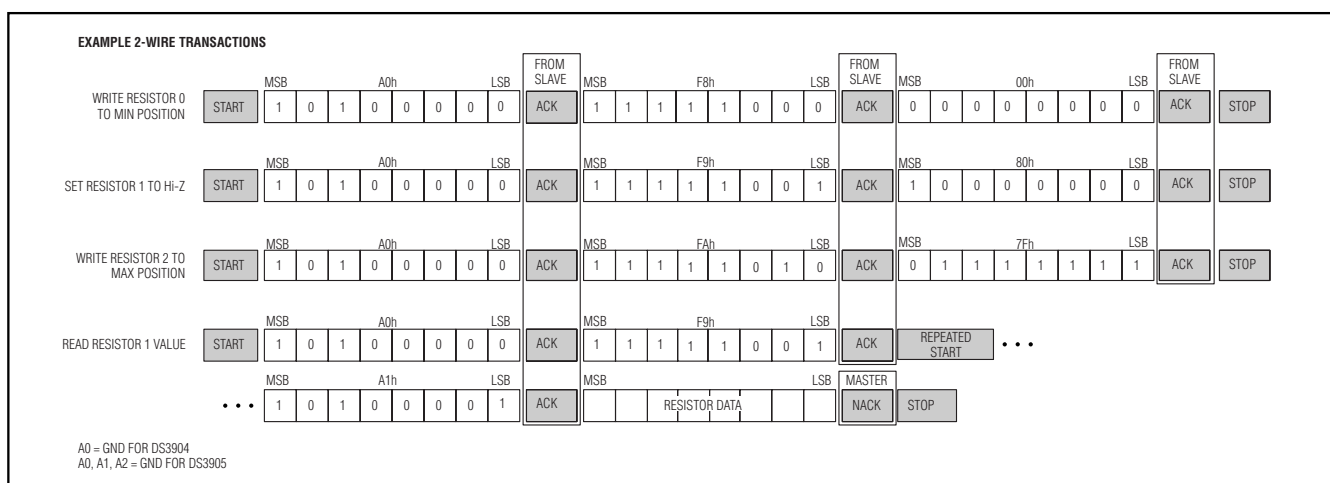 EXAMPLE 2-WIRE TRANSACTIONS
FROM SLAVE FROM SLAVE FROM SLAVE
MSB A0h LSB MSB F8h LSB MSB 00h LSB
WRITE RESISTOR 0 TO MIN POSITION START 1 0 1 0 0 0 0 0 ACK 1 1 1 1 1 0 0 0 ACK 0 0 0 0 0 0 0 0 ACK STOP
MSB A0h LSB MSB F9h LSB MSB 80h LSB
SET RESISTOR 1 TO Hi-Z START 1 0 1 0 0 0 0 0 ACK 1 1 1 1 1 0 0 1 ACK 1 0 0 0 0 0 0 0 ACK STOP
MSB A0h LSB MSB FAh LSB MSB 7Fh LSB
WRITE RESISTOR 2 TO MAX POSITION START 1 0 1 0 0 0 0 0 ACK 1 1 1 1 1 0 1 0 ACK 0 1 1 1 1 1 1 1 ACK STOP
MSB A0h LSB MSB F9h LSB
READ RESISTOR 1 VALUE START 1 0 1 0 0 0 0 0 ACK 1 1 1 1 1 0 0 1 ACK REPEATED START • • •
MSB A1h LSB MSB LSB MASTER
• • • 1 0 1 0 0 0 0 1 ACK RESISTOR DATA NACK STOP
A0 = GND FOR DS3904
A0, A1, A2 = GND FOR DS3905